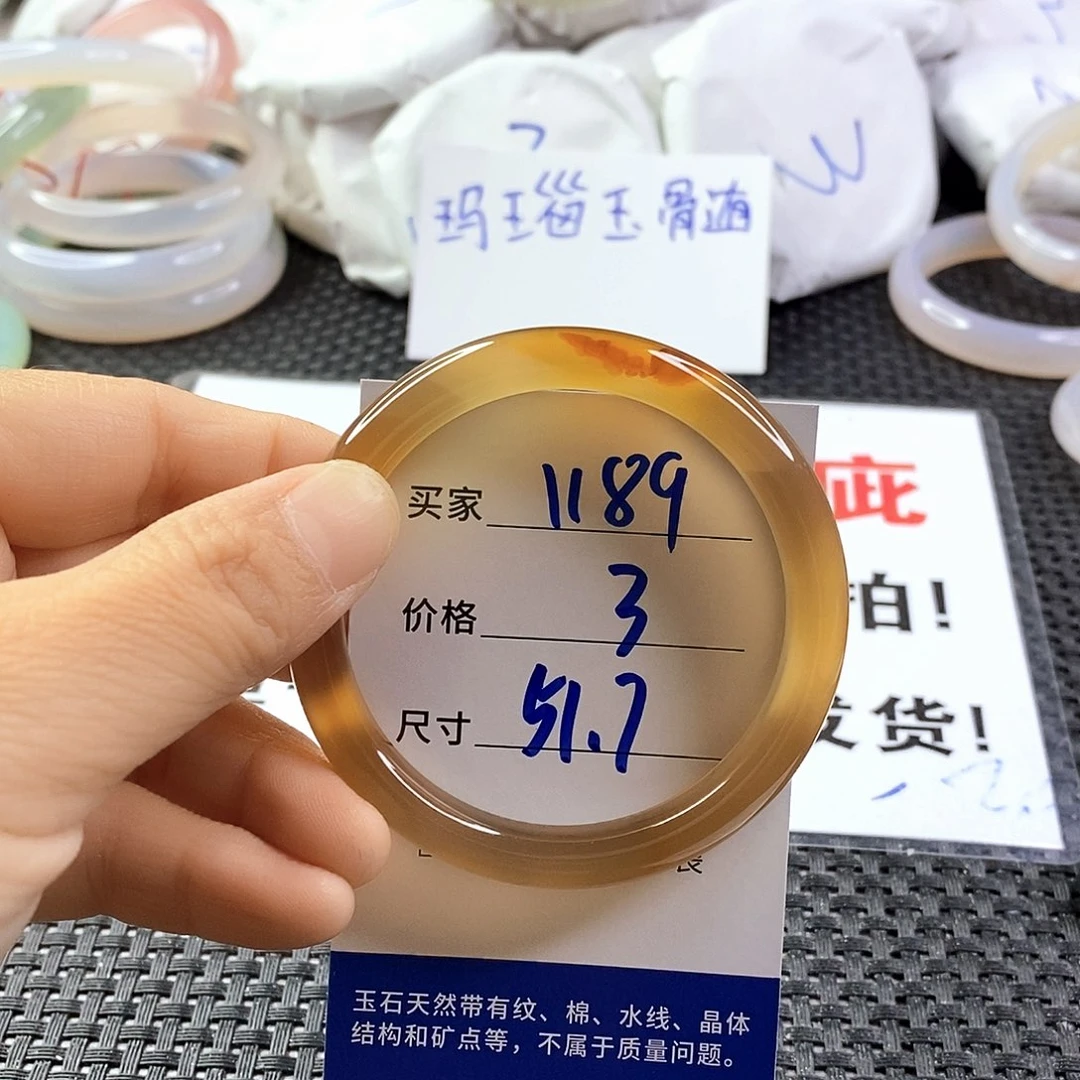 玛瑙玉骨髓
买家 1189
价格 3
尺寸 51.7
疵
拍!
发货!
玉石天然带有纹、棉、水线、晶体
结构和矿点等，不属于质量问题。